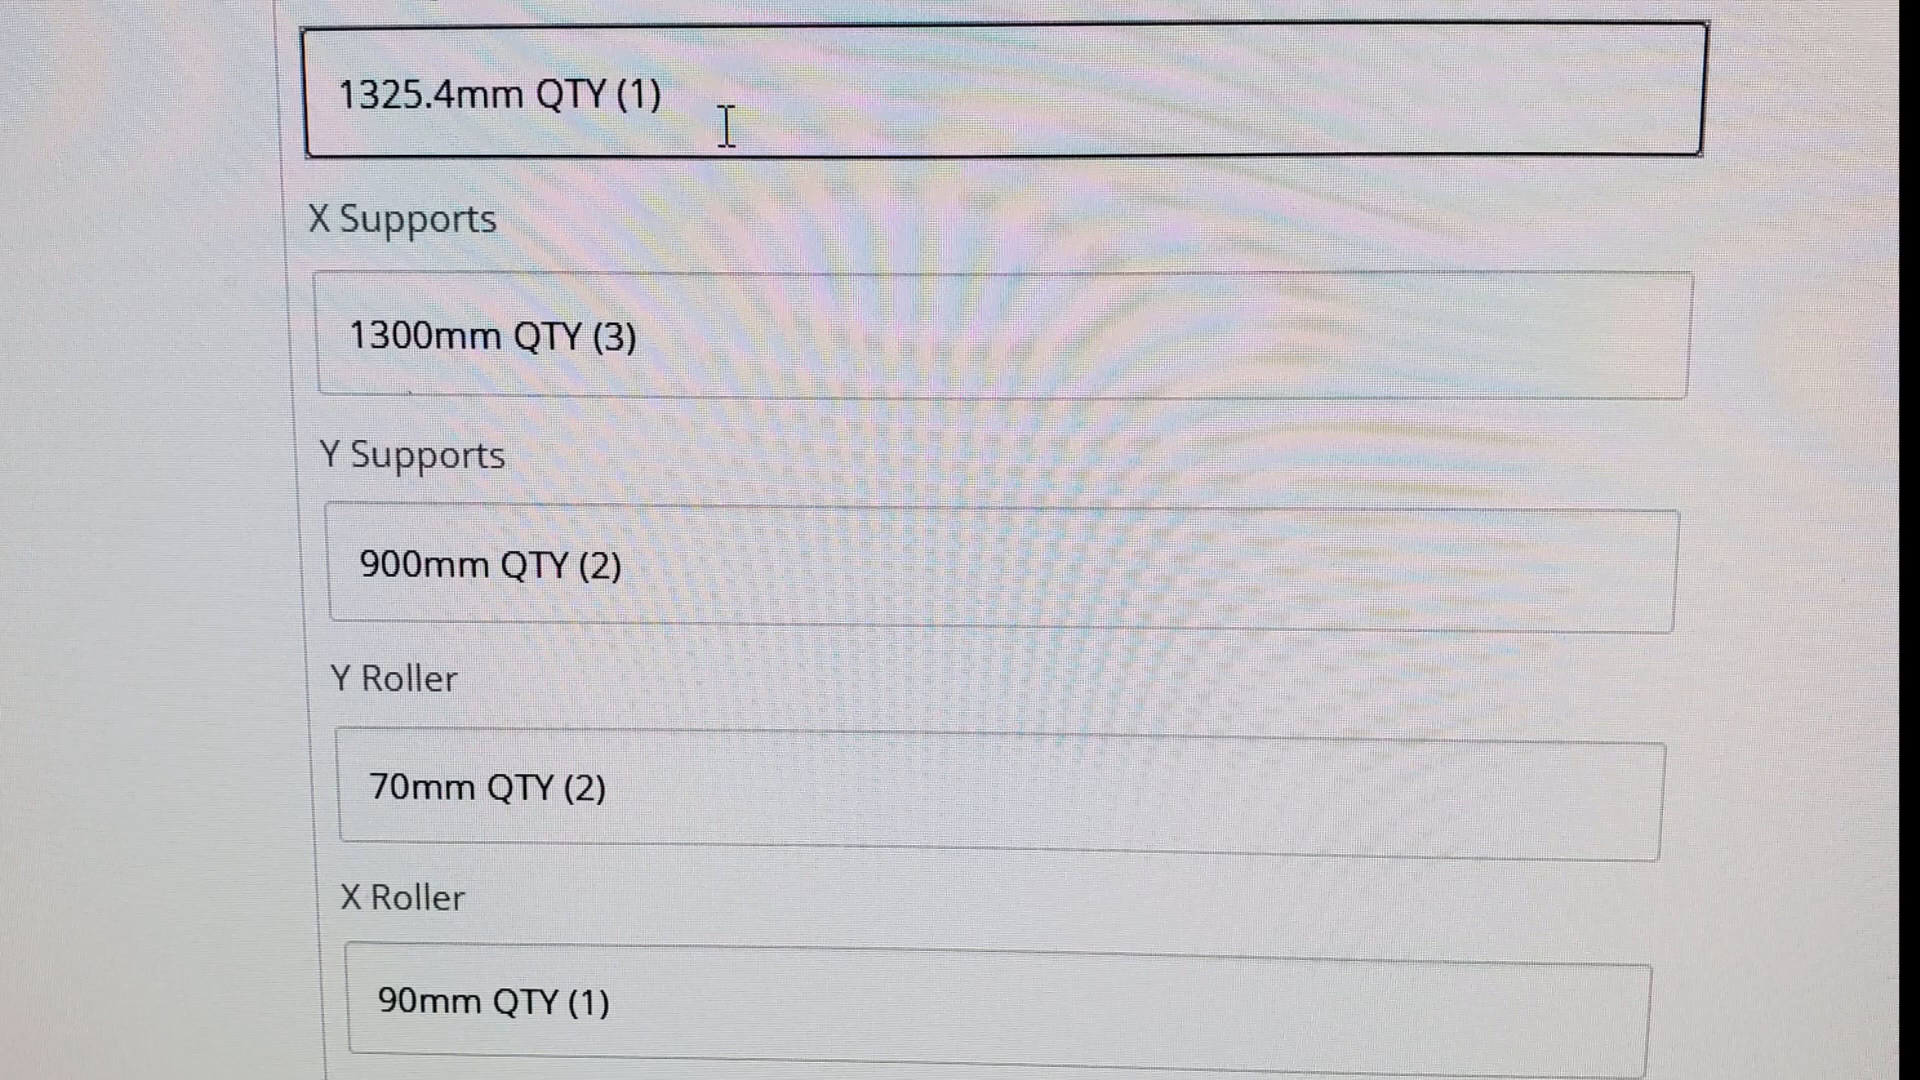 1325.4mm QTY (1)
X Supports
1300mm QTY (3)
Y Supports
900mm QTY (2)
Y Roller
70mm QTY (2)
X Roller
90mm QTY (1)